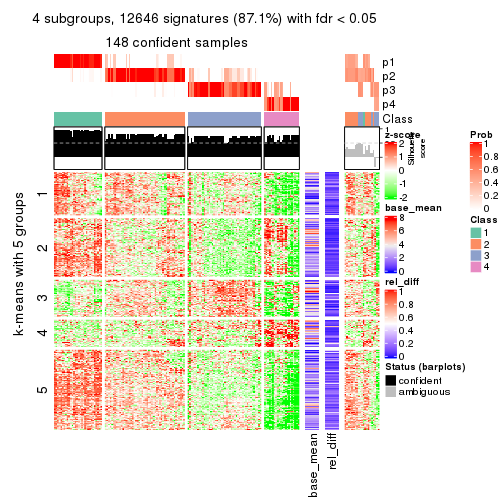 4 subgroups, 12646 signatures (87.1%) with fdr < 0.05
148 confident samples
p1
p2
p3
p4
Class
1
Silhouette
score
k-means with 5 groups
1
2
3
4
5
base_mean
rel_diff
z-score
2
1
0
-2
base_mean
8
6
4
2
0
rel_diff
1
0.8
0.6
0.4
0.2
0
Status (barplots)
confident
ambiguous
Prob
1
0.8
0.6
0.4
0.2
0
Class
1
2
3
4